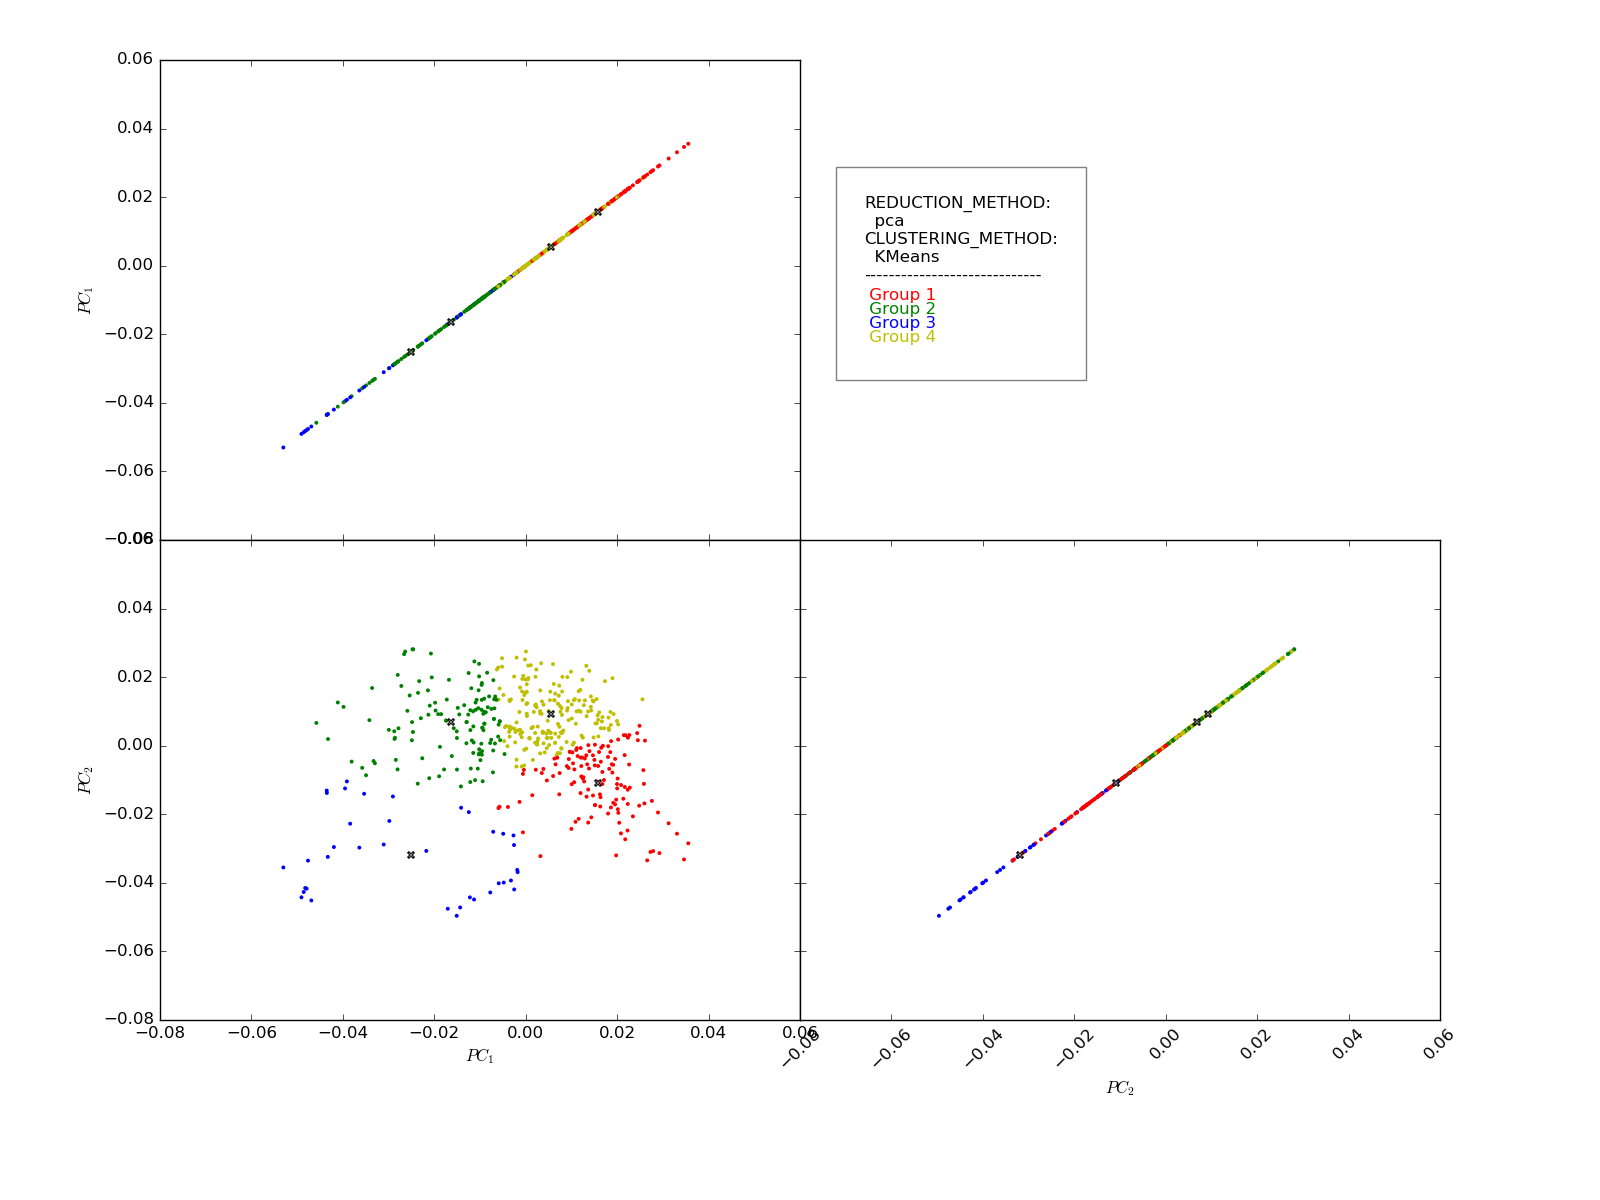 0.06
0.04
0.02
0.00
−0.02
−0.04
−0.06
PC1
REDUCTION_METHOD:
pca
CLUSTERING_METHOD:
KMeans
------------------------------
Group 1
Group 2
Group 3
Group 4
0.04
0.02
0.00
−0.02
−0.04
−0.06
−0.08
PC2
−0.08 −0.06 −0.04 −0.02 0.00 0.02 0.04 0.06
PC1
−0.08 −0.06 −0.04 −0.02 0.00 0.02 0.04 0.06
PC2